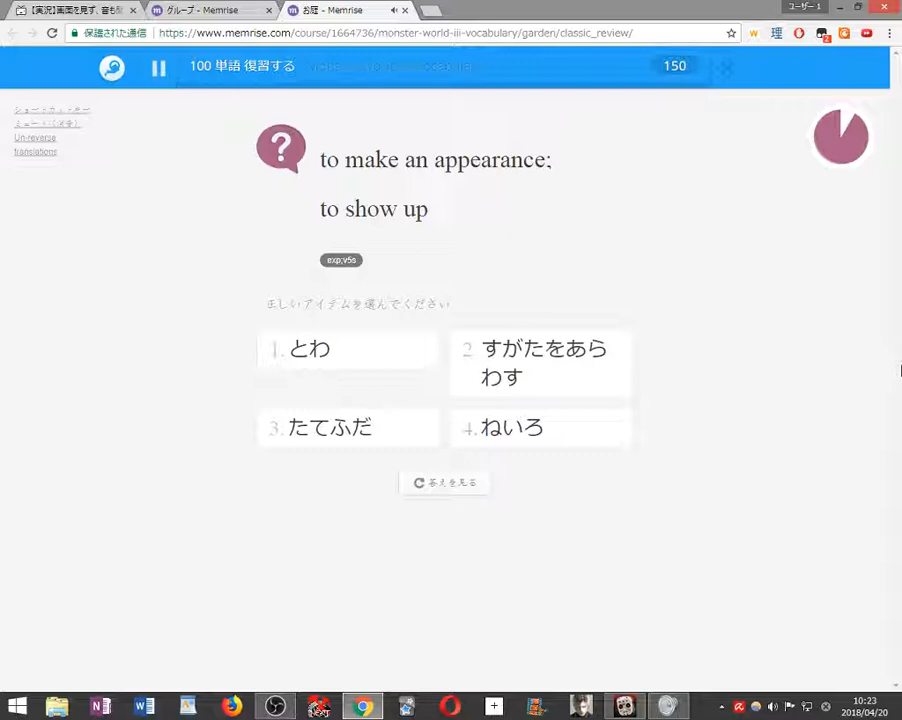 【実況】画面を見ず、音も
グループ - Memrise
お庭 - Memrise
ユーザー 1
保護された通信
https://www.memrise.com/course/1664736/monster-world-iii-vocabulary/garden/classic_review/
100 単語 復習する
150
Un-reverse
translations
?
to make an appearance;
to show up
exp;v5s
正しいアイテムを選んでください
1. とわ
2. すがたをあら
わす
3. たてふだ
4. ねいろ
答えを見る
10:23
2018/04/20